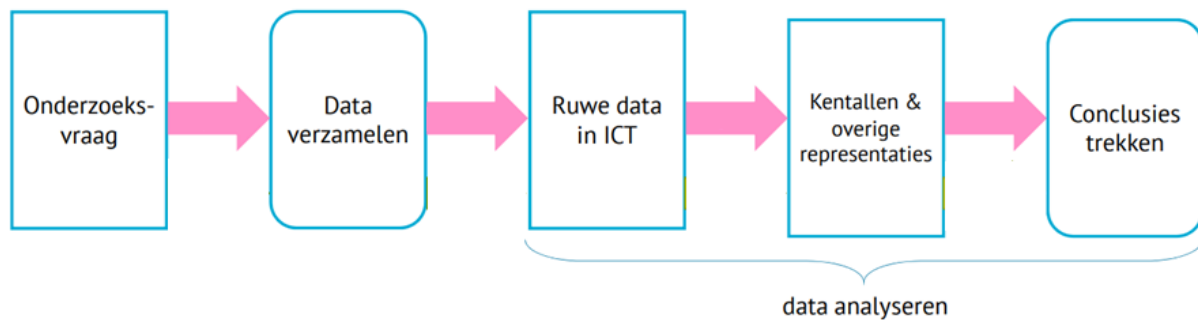 Onderzoeks-
vraag
Data
verzamelen
Ruwe data
in ICT
Kentallen &
overige
representaties
Conclusies
trekken
data analyseren